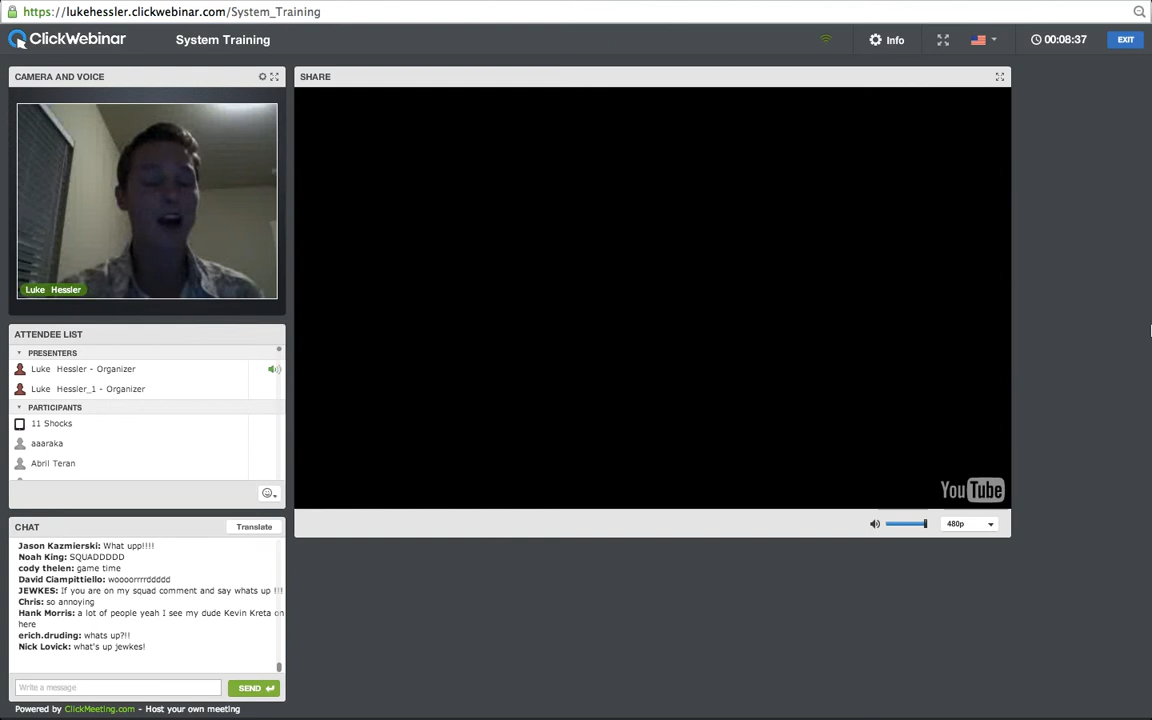 https://lukehessler.clickwebinar.com/System_Training
ClickWebinar
System Training
Info
00:08:37
EXIT
CAMERA AND VOICE
SHARE
Luke Hessler
ATTENDEE LIST
PRESENTERS
Luke Hessler - Organizer
Luke Hessler_1 - Organizer
PARTICIPANTS
11 Shocks
aaaraka
Abril Teran
YouTube
480p
CHAT
Translate
Jason Kazmierski: What upp!!!!
Noah King: SQUADDDDD
cody thelen: game time
David Ciampittiello: woooorrrrddddd
JEWKES: If you are on my squad comment and say whats up !!!
Chris: so annoying
Hank Morris: a lot of people yeah I see my dude Kevin Kreta on
here
erich.druding: whats up?!!
Nick Lovick: what's up jewkes!
Write a message
SEND
Powered by ClickMeeting.com - Host your own meeting